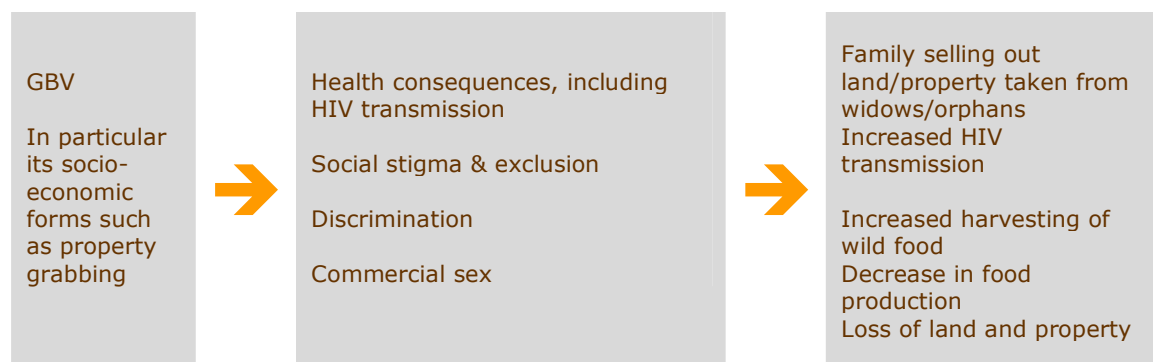 GBV
In particular
its socio-
economic
forms such
as property
grabbing
Health consequences, including
HIV transmission
Social stigma & exclusion
Discrimination
Commercial sex
Family selling out
land/property taken from
widows/orphans
Increased HIV
transmission
Increased harvesting of
wild food
Decrease in food
production
Loss of land and property